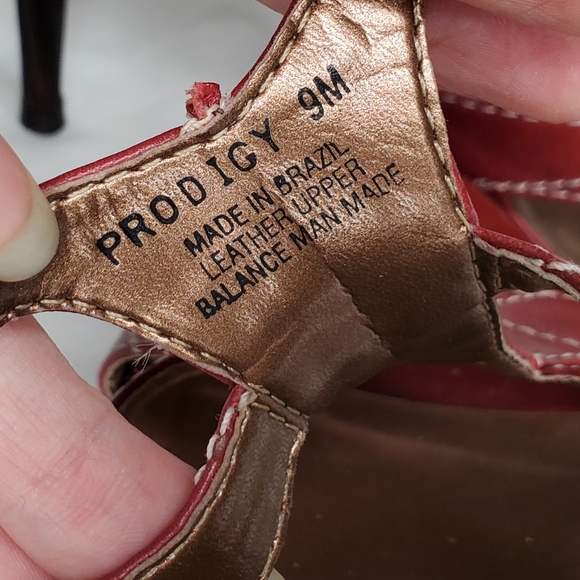 PRODIGY 9M
MADE IN BRAZIL
LEATHER UPPER
BALANCE MAN MADE